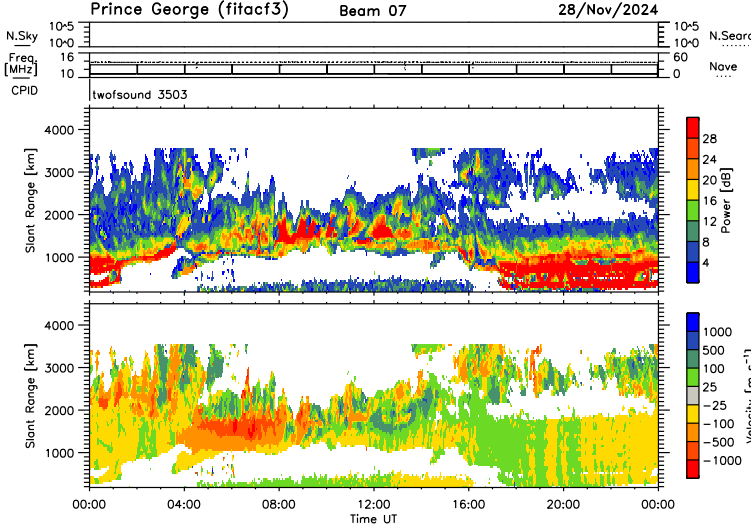 Prince George (fitacf3) Beam 07 28/Nov/2024
N.Sky 10^5 10^0 10^5 10^0 N.Sear
Freq. [MHz] 16 10 60 0 Nave
CPID twofsound 3503
Slant Range [km] 4000 3000 2000 1000
Power [dB] 28 24 20 16 12 8 4
Slant Range [km] 4000 3000 2000 1000
Velocity [m s^-1] 1000 500 100 25 -25 -100 -500 -1000
00:00 04:00 08:00 12:00 16:00 20:00 00:00
Time UT